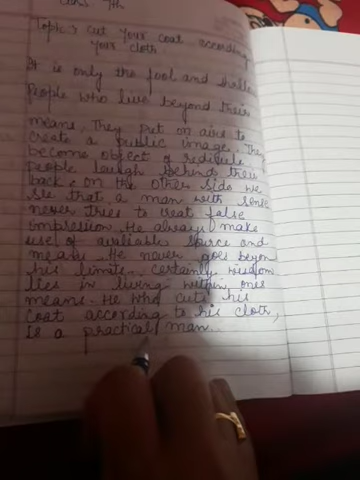 Class 7th
Topic:- Cut your coat according
your cloth.
It is only the fool and
People who live beyond their
means. They put on airs to
create a public image. They
become object of redicule
people laugh behind their
back. on the other side we
see that a man with sense
never tries to creat false
impression. He always make
use of available source and
means. He never goes beyon
his limits. certainly wisdom
lies in living within ones
means. He who cuts his
coat according to his cloth,
is a practical man.